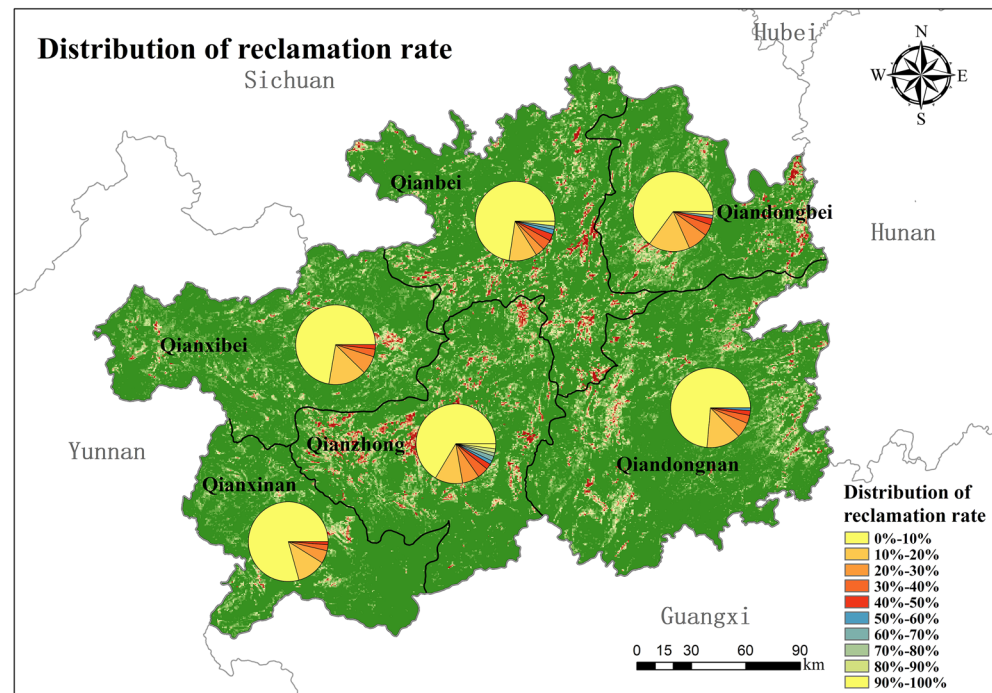 Distribution of reclamation rate
Hubei
Sichuan
N
W
E
S
Qianbei
Qiandongbei
Hunan
Qianxibei
Yunnan
Qianzhong
Qiandongnan
Qianxinan
Guangxi
Distribution of
reclamation rate
0%-10%
10%-20%
20%-30%
30%-40%
40%-50%
50%-60%
60%-70%
70%-80%
80%-90%
90%-100%
0 15 30 60 90
km